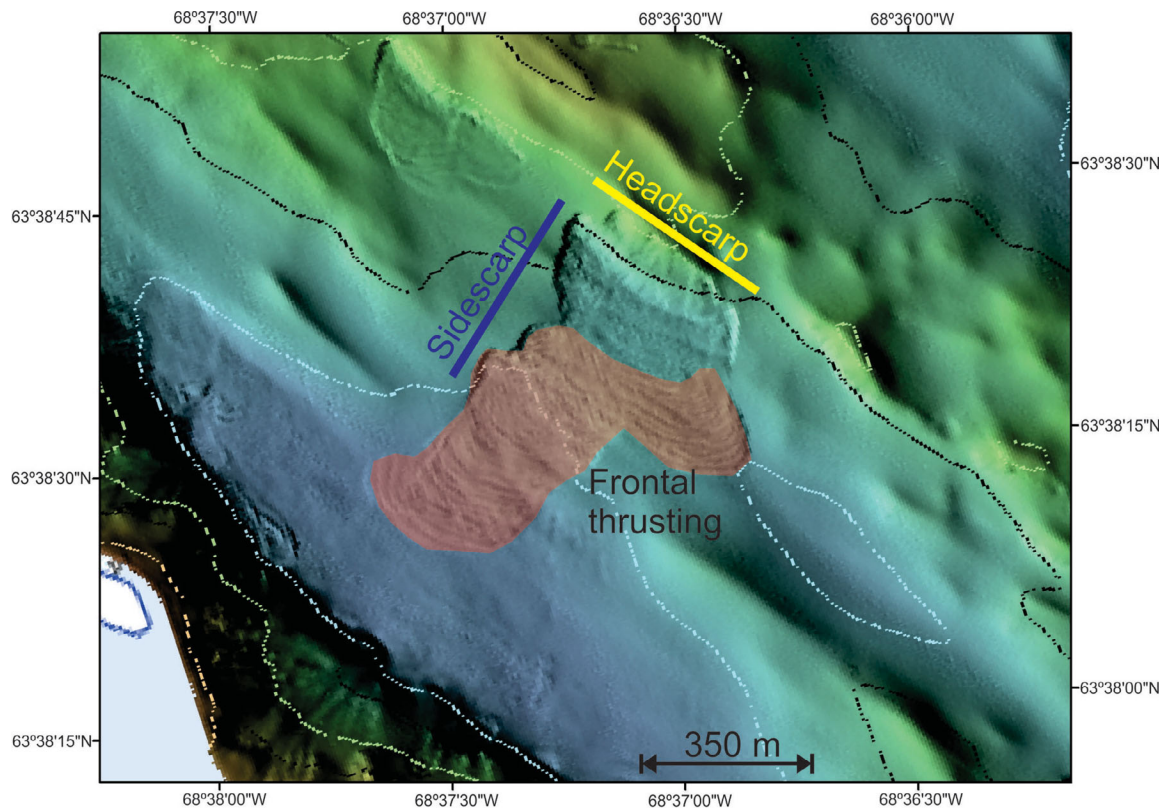 68°37'30"W
68°37'00"W
68°36'30"W
68°36'00"W
63°38'45"N
63°38'30"N
63°38'15"N
63°38'30"N
63°38'15"N
63°38'00"N
Headscarp
Sidescarp
Frontal
thrusting
350 m
68°38'00"W
68°37'30"W
68°37'00"W
68°36'30"W